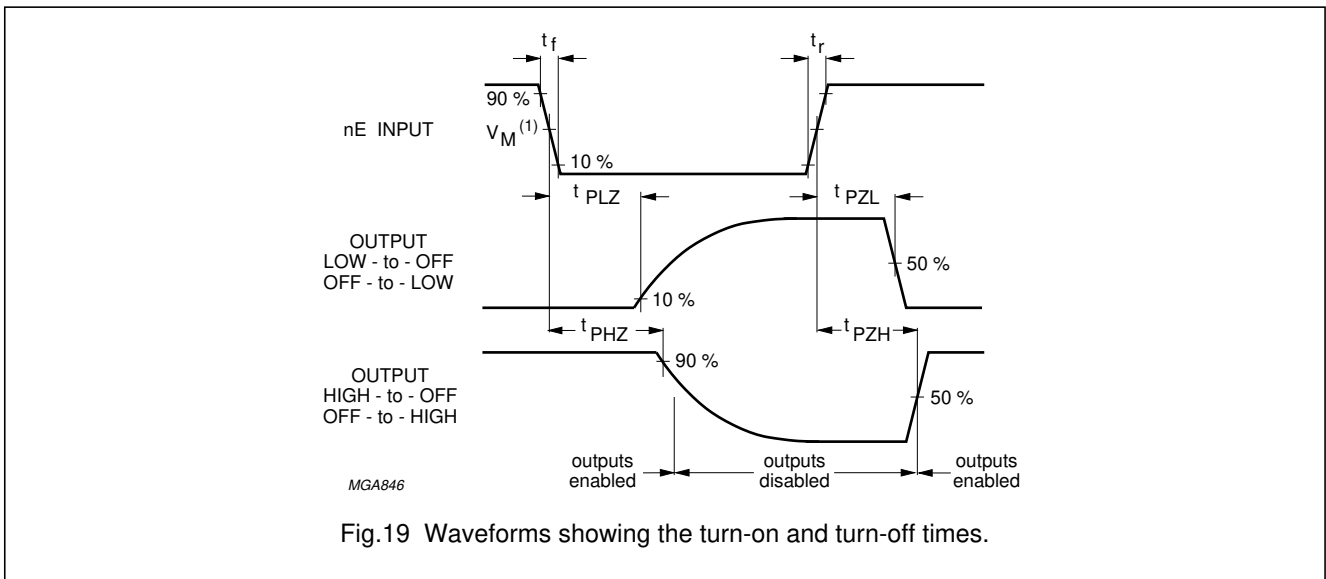 t f
t r
90 %
nE INPUT
V M (1)
10 %
t PLZ
t PZL
OUTPUT
LOW - to - OFF
OFF - to - LOW
50 %
10 %
t PHZ
t PZH
90 %
OUTPUT
HIGH - to - OFF
OFF - to - HIGH
50 %
outputs
enabled
outputs
disabled
outputs
enabled
MGA846
Fig.19 Waveforms showing the turn-on and turn-off times.